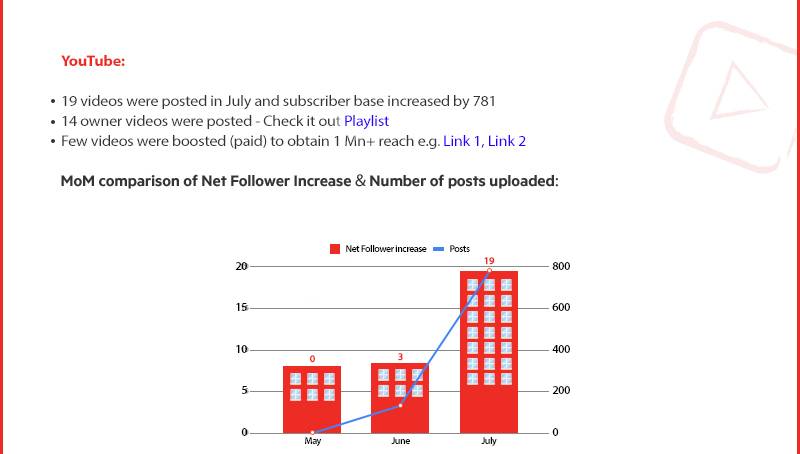 YouTube:
• 19 videos were posted in July and subscriber base increased by 781
• 14 owner videos were posted - Check it out Playlist
• Few videos were boosted (paid) to obtain 1 Mn+ reach e.g. Link 1, Link 2
MoM comparison of Net Follower Increase & Number of posts uploaded:
Net Follower increase Posts
19
20 800
15 600
10 400
0 3
5 200
0 0
May June July